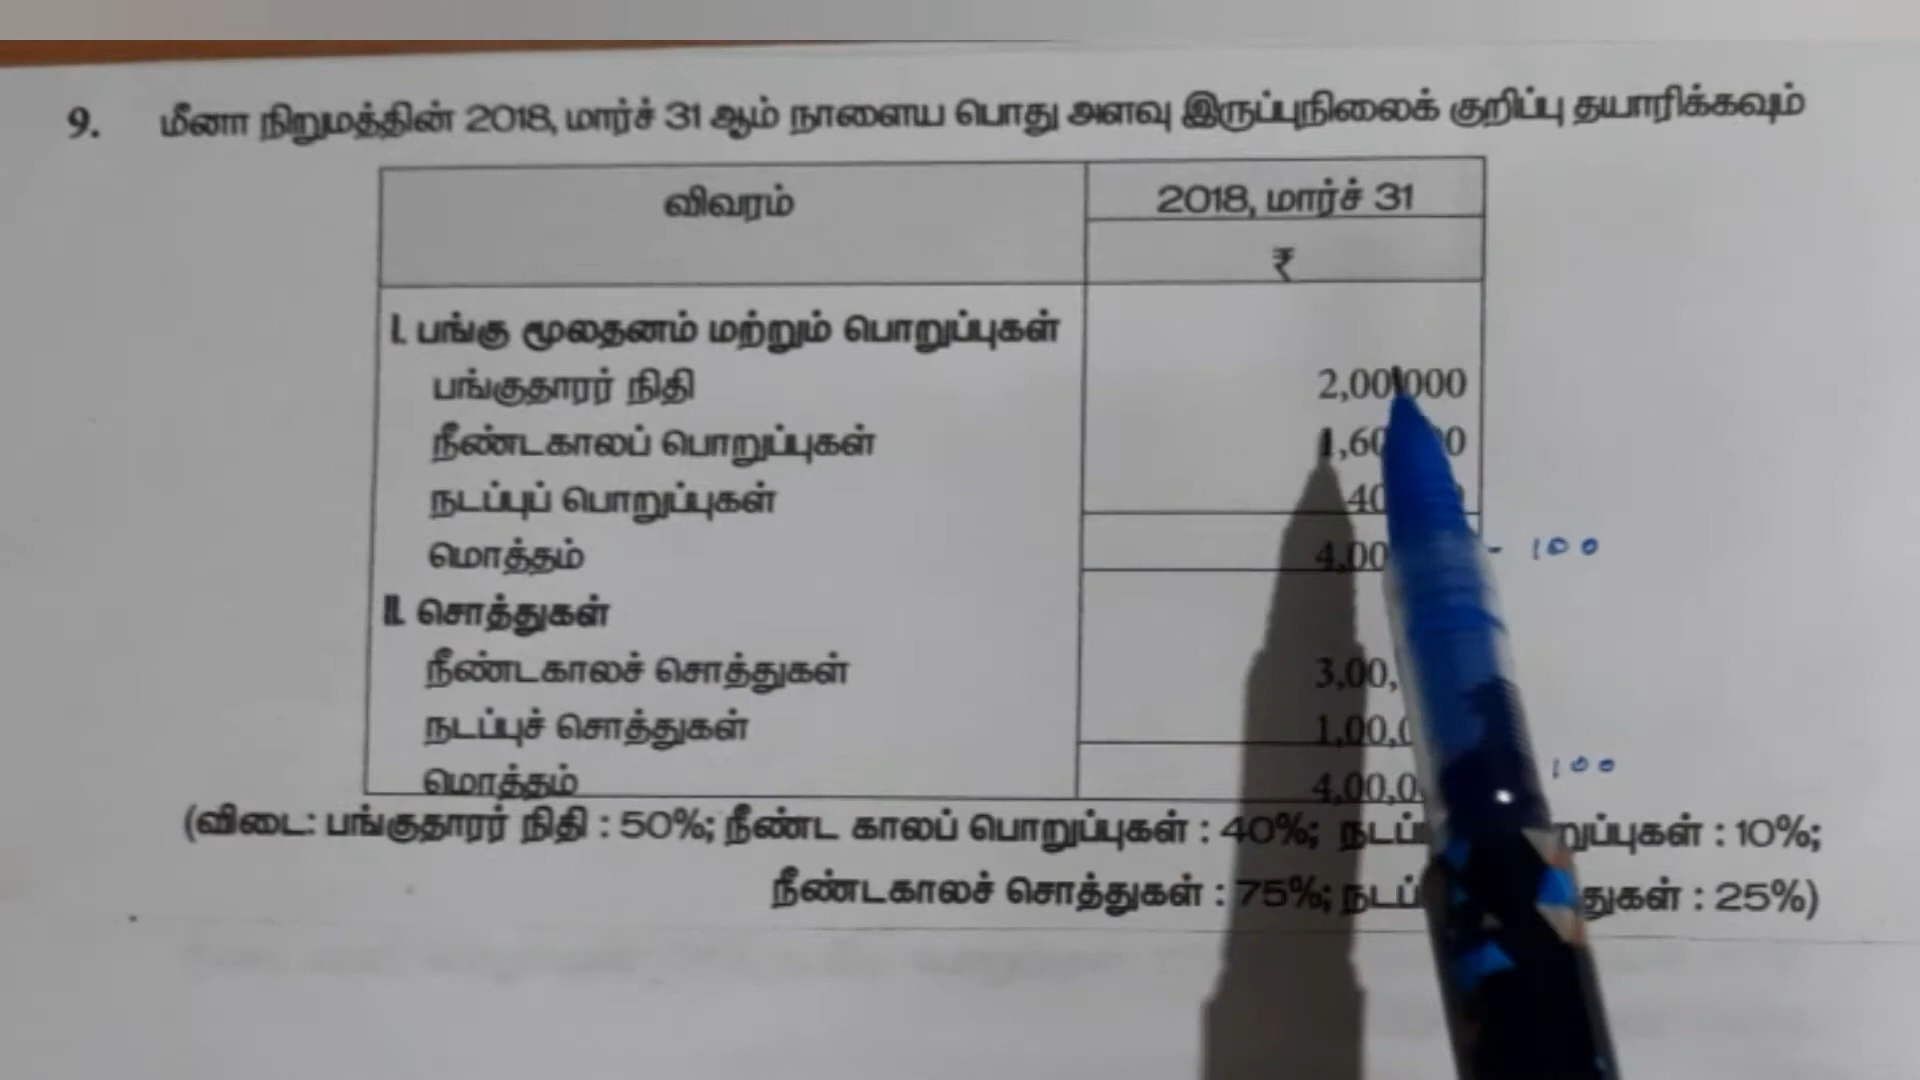 9. மீனா நிறுமத்தின் 2018, மார்ச் 31 ஆம் நாளைய பொது அளவு இருப்புநிலைக் குறிப்பு தயாரிக்கவும்
விவரம் 2018, மார்ச் 31
₹
I. பங்கு மூலதனம் மற்றும் பொறுப்புகள்
பங்குதாரர் நிதி 2,00,000
நீண்டகாலப் பொறுப்புகள்
நடப்புப் பொறுப்புகள்
மொத்தம் - 100
II. சொத்துகள்
நீண்டகாலச் சொத்துகள்
நடப்புச் சொத்துகள்
மொத்தம் 100
(விடை: பங்குதாரர் நிதி : 50%; நீண்ட காலப் பொறுப்புகள் : 40%; : 10%;
நீண்டகாலச் சொத்துகள் : 75%; : 25%)